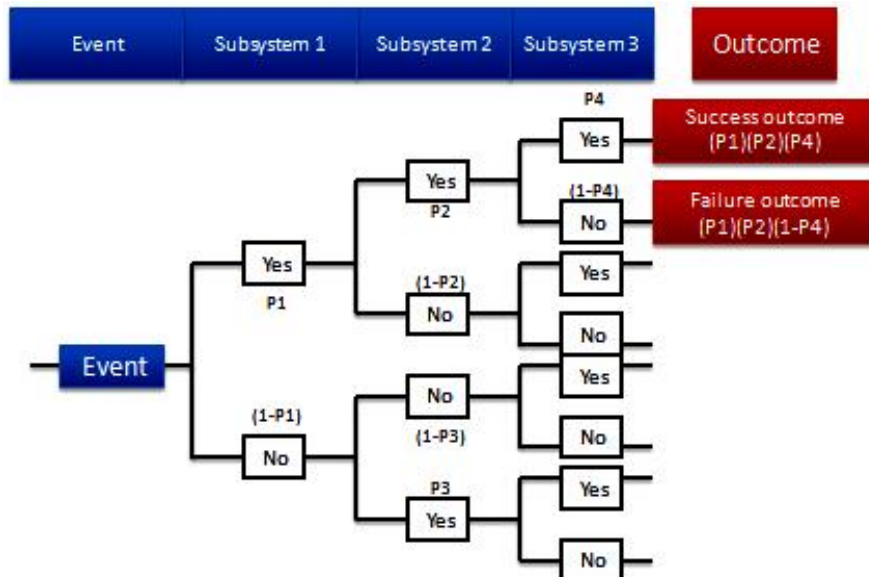 Event
Subsystem 1
Subsystem 2
Subsystem 3
Outcome
P4
Yes
Success outcome
(P1)(P2)(P4)
Yes
P2
(1-P4)
No
Failure outcome
(P1)(P2)(1-P4)
Yes
P1
(1-P2)
No
Yes
No
Event
(1-P1)
No
No
(1-P3)
Yes
No
P3
Yes
Yes
No